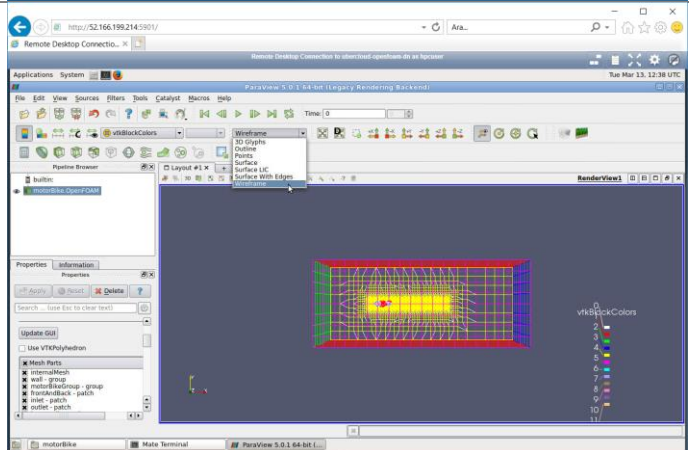 http://52.166.199.214:5901/
Ara...
Remote Desktop Connectio...
Remote Desktop Connection to ubercloud-openfoam-dn as hpcuser
Applications System
Tue Mar 13, 12:38 UTC
ParaView 5.0.1 64-bit (Legacy Rendering Backend)
File Edit View Sources Filters Tools Catalyst Macros Help
Time: 0
vtkBlockColors
Wireframe
3D Glyphs
Outline
Points
Surface
Surface LIC
Surface With Edges
Wireframe
Pipeline Browser
builtin:
motorBike.OpenFOAM
Layout #1
RenderView1
Properties Information
Properties
Apply Reset Delete ?
Search ... (use Esc to clear text)
Update GUI
Use VTKPolyhedron
Mesh Parts
internalMesh
wall - group
motorBikeGroup - group
frontAndBack - patch
inlet - patch
outlet - patch
0
vtkBlockColors
2
3
4
5
6
7
8
9
10
11
motorBike
Mate Terminal
ParaView 5.0.1 64-bit (...